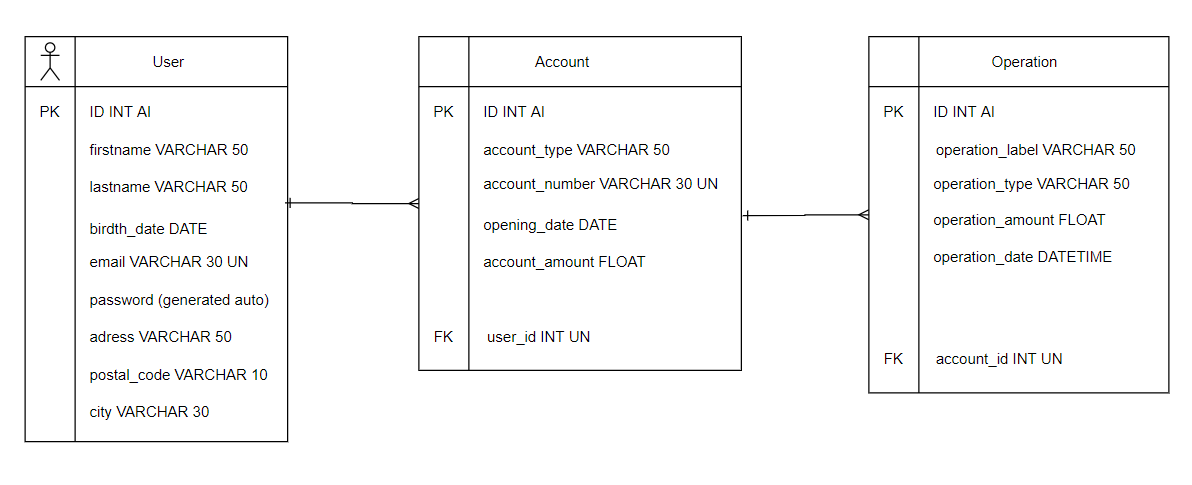 User
PK ID INT AI
firstname VARCHAR 50
lastname VARCHAR 50
birdth_date DATE
email VARCHAR 30 UN
password (generated auto)
adress VARCHAR 50
postal_code VARCHAR 10
city VARCHAR 30
Account
PK ID INT AI
account_type VARCHAR 50
account_number VARCHAR 30 UN
opening_date DATE
account_amount FLOAT
FK user_id INT UN
Operation
PK ID INT AI
operation_label VARCHAR 50
operation_type VARCHAR 50
operation_amount FLOAT
operation_date DATETIME
FK account_id INT UN